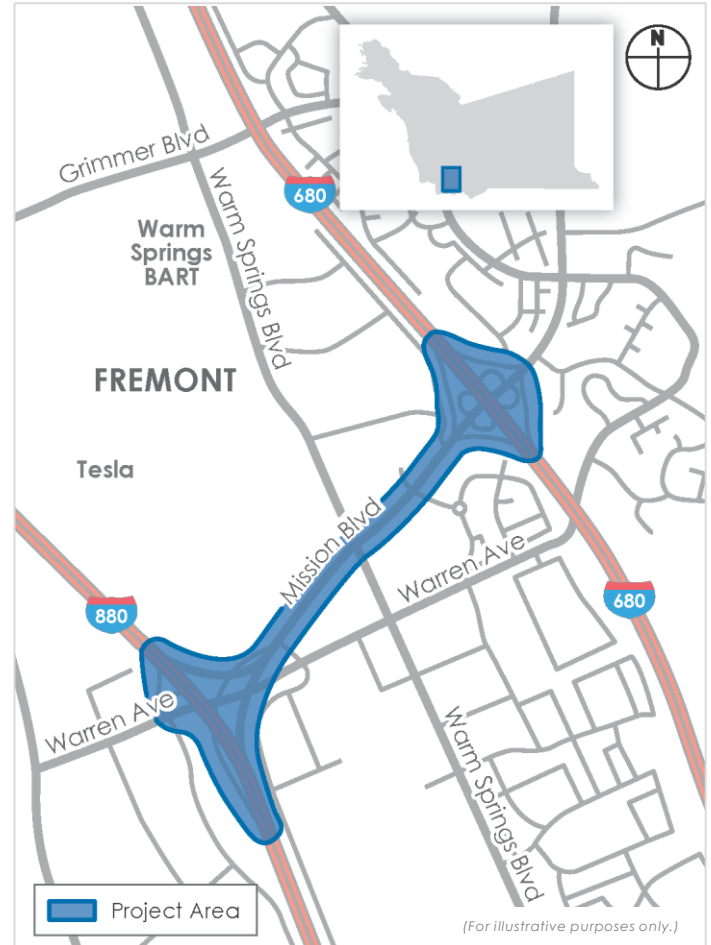 N
Grimmer Blvd
680
Warm
Springs
BART
Warm Springs Blvd
FREMONT
Tesla
Mission Blvd
Warren Ave
680
880
Warren Ave
Warm Springs Blvd
Project Area
(For illustrative purposes only.)